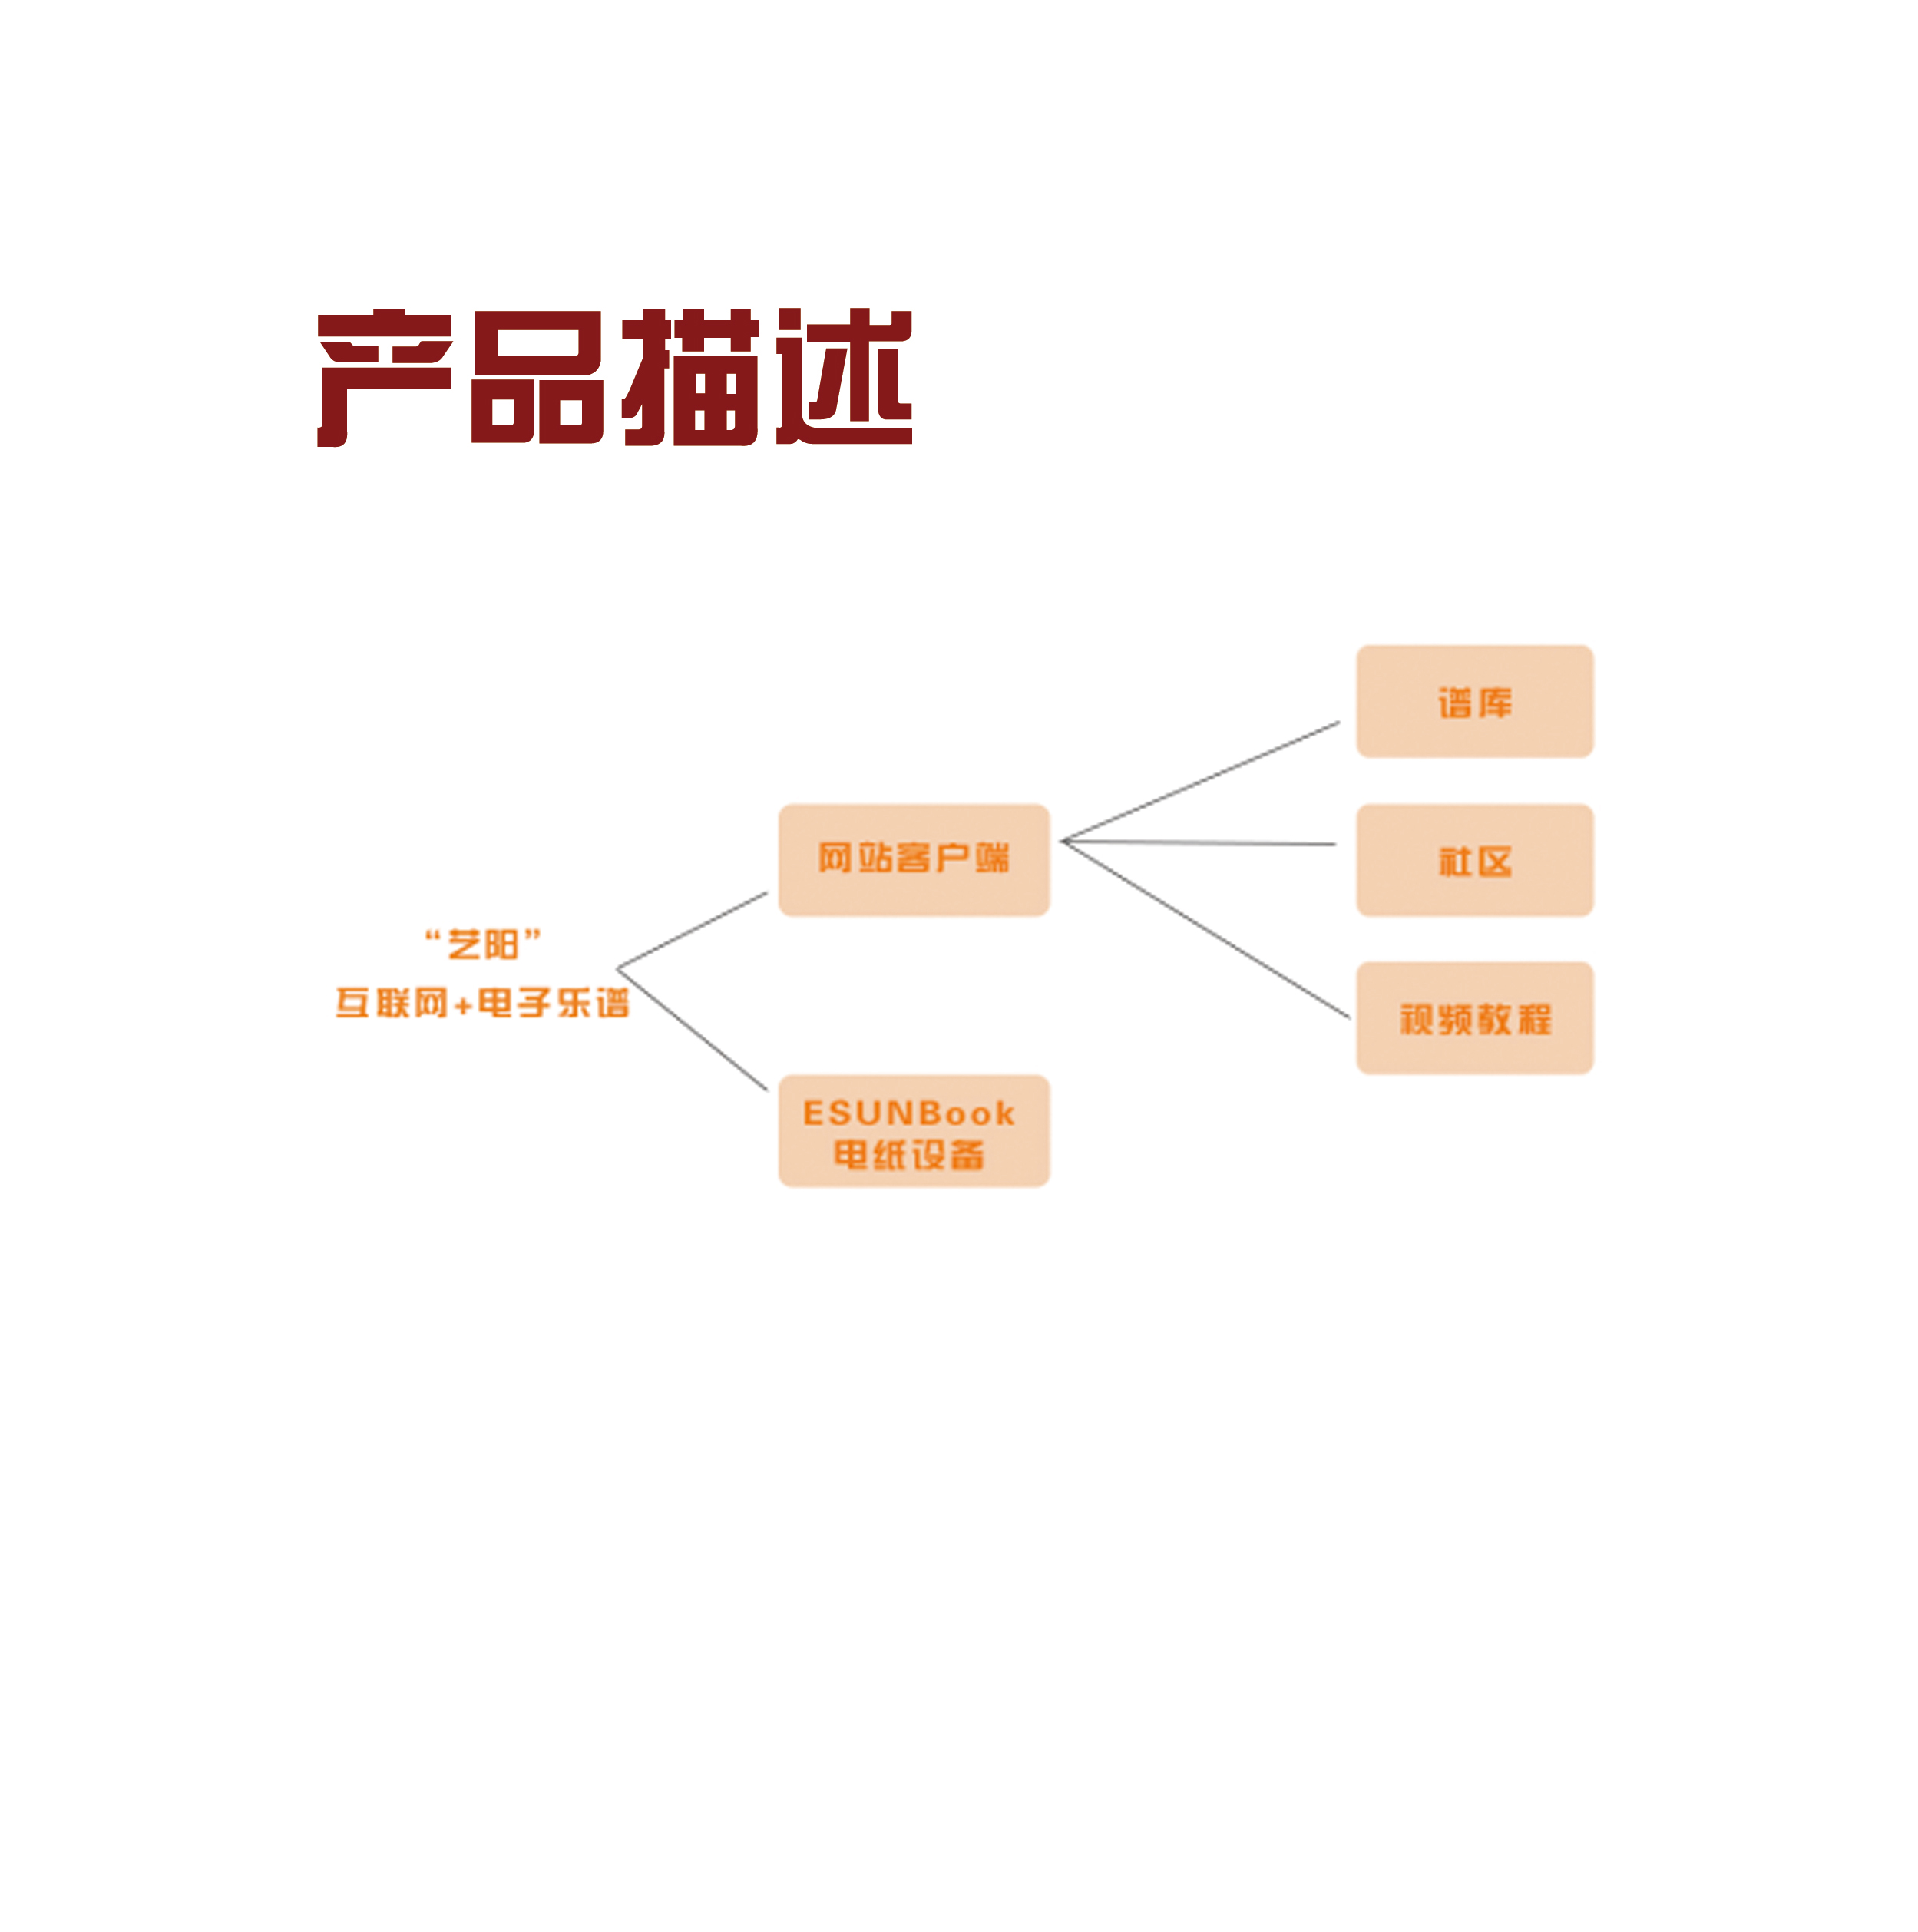 产品描述
谱库
网站客户端
社区
“艺阳”
互联网+电子乐谱
视频教程
ESUNBook
电纸设备